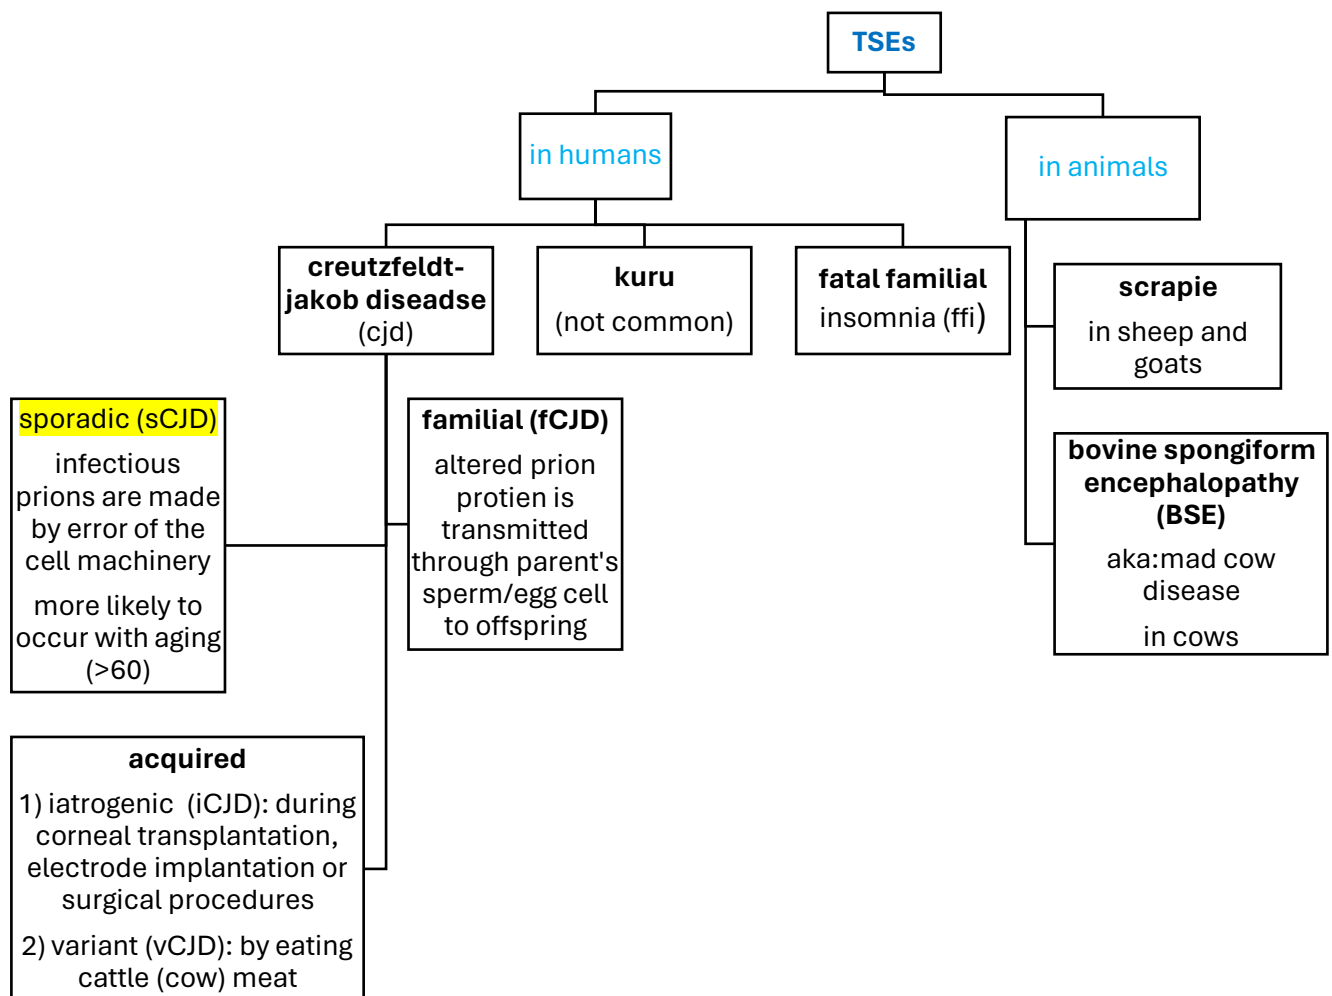 TSEs
in humans
in animals
creutzfeldt-
jakob diseadse
(cjd)
kuru
(not common)
fatal familial
insomnia (ffi)
scrapie
in sheep and
goats
sporadic (sCJD)
infectious
prions are made
by error of the
cell machinery
more likely to
occur with aging
(>60)
familial (fCJD)
altered prion
protien is
transmitted
through parent's
sperm/egg cell
to offspring
bovine spongiform
encephalopathy
(BSE)
aka:mad cow
disease
in cows
acquired
1) iatrogenic (iCJD): during
corneal transplantation,
electrode implantation or
surgical procedures
2) variant (vCJD): by eating
cattle (cow) meat